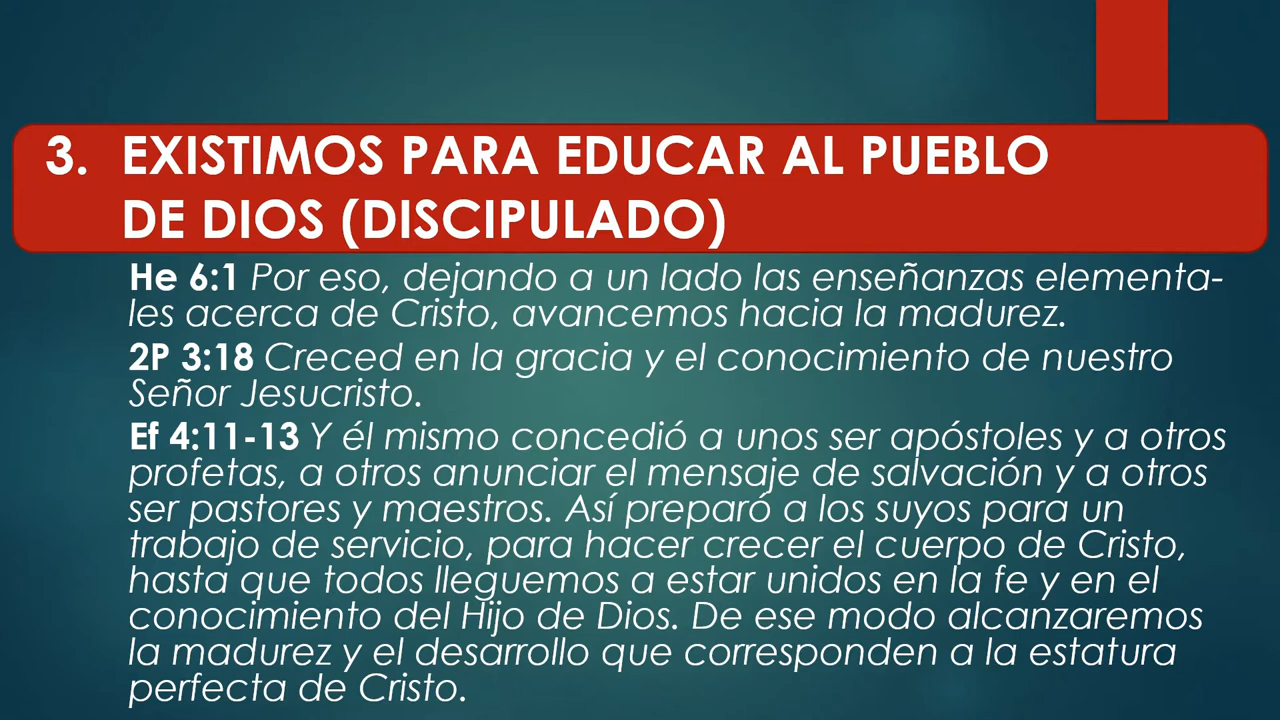 3. EXISTIMOS PARA EDUCAR AL PUEBLO
DE DIOS (DISCIPULADO)
He 6:1 Por eso, dejando a un lado las enseñanzas elementa-
les acerca de Cristo, avancemos hacia la madurez.
2P 3:18 Creced en la gracia y el conocimiento de nuestro
Señor Jesucristo.
Ef 4:11-13 Y él mismo concedió a unos ser apóstoles y a otros
profetas, a otros anunciar el mensaje de salvación y a otros
ser pastores y maestros. Así preparó a los suyos para un
trabajo de servicio, para hacer crecer el cuerpo de Cristo,
hasta que todos lleguemos a estar unidos en la fe y en el
conocimiento del Hijo de Dios. De ese modo alcanzaremos
la madurez y el desarrollo que corresponden a la estatura
perfecta de Cristo.